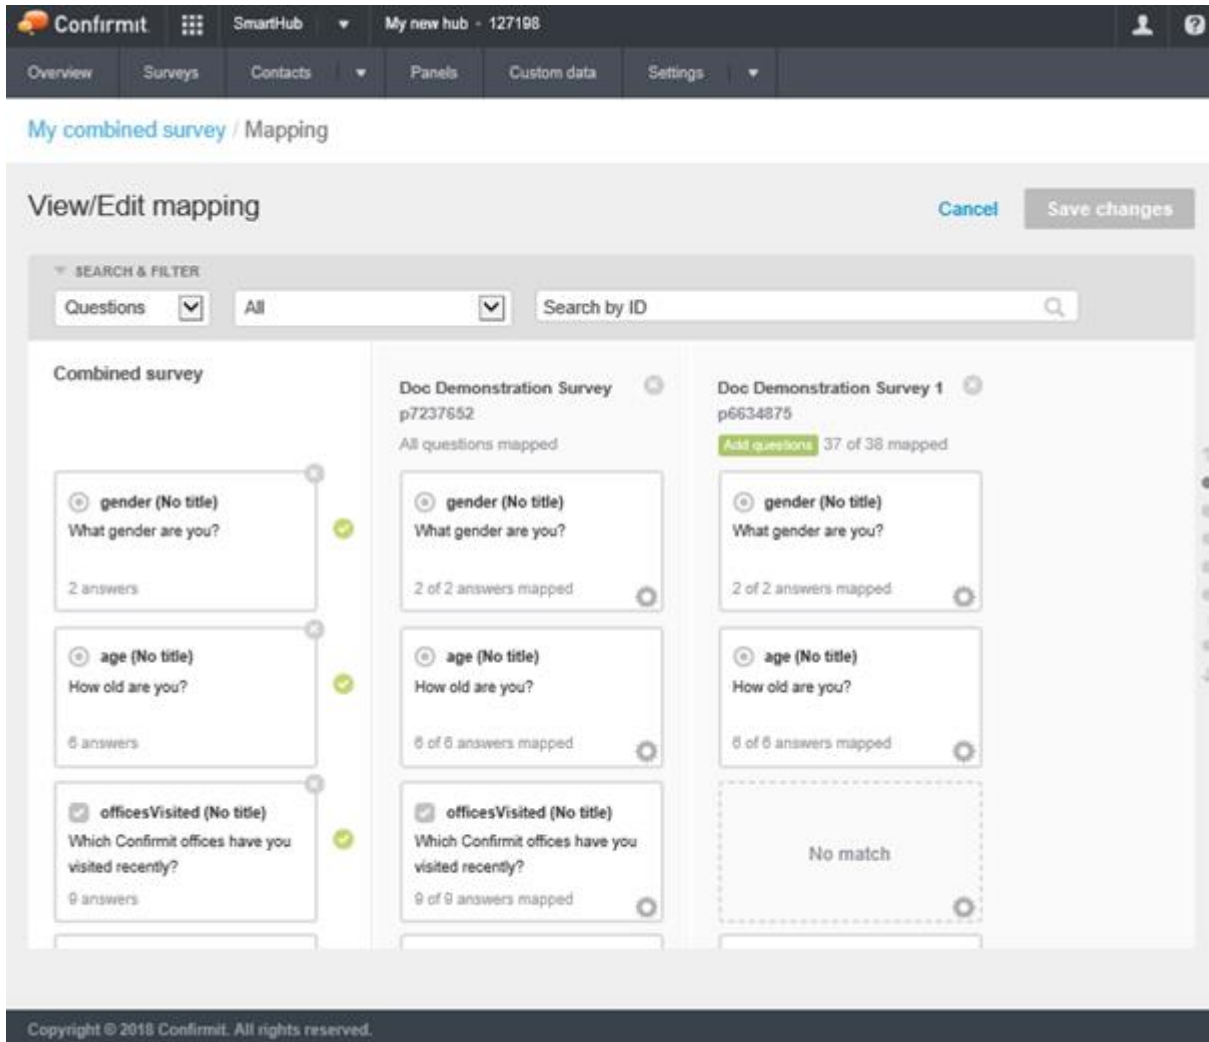 Confirmit SmartHub My new hub - 127198
Overview Surveys Contacts Panels Custom data Settings
My combined survey / Mapping
View/Edit mapping Cancel Save changes
SEARCH & FILTER
Questions All Search by ID
Combined survey
Doc Demonstration Survey
p7237652
All questions mapped
Doc Demonstration Survey 1
p6634875
Add questions 37 of 38 mapped
gender (No title)
What gender are you?
2 answers
gender (No title)
What gender are you?
2 of 2 answers mapped
gender (No title)
What gender are you?
2 of 2 answers mapped
age (No title)
How old are you?
6 answers
age (No title)
How old are you?
6 of 6 answers mapped
age (No title)
How old are you?
6 of 6 answers mapped
officesVisited (No title)
Which Confirmit offices have you
visited recently?
9 answers
officesVisited (No title)
Which Confirmit offices have you
visited recently?
9 of 9 answers mapped
No match
Copyright © 2018 Confirmit. All rights reserved.